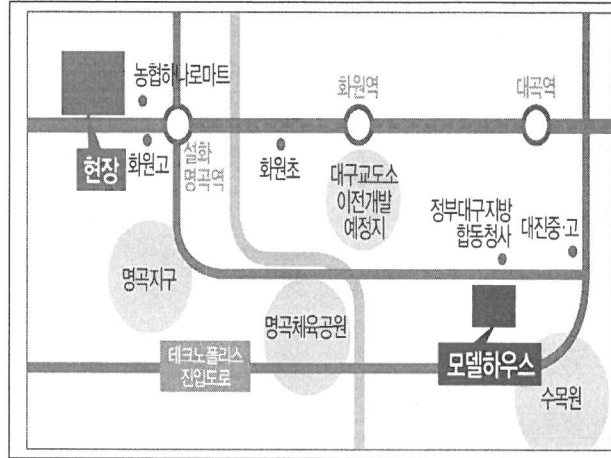 농협하나로마트
화원역
대곡역
현장
화원고
설화
명곡역
화원초
대구교도소
이전개발
예정지
정부대구지방
합동청사
대진중·고
명곡지구
명곡체육공원
테크노폴리스
진입도로
모델하우스
수목원